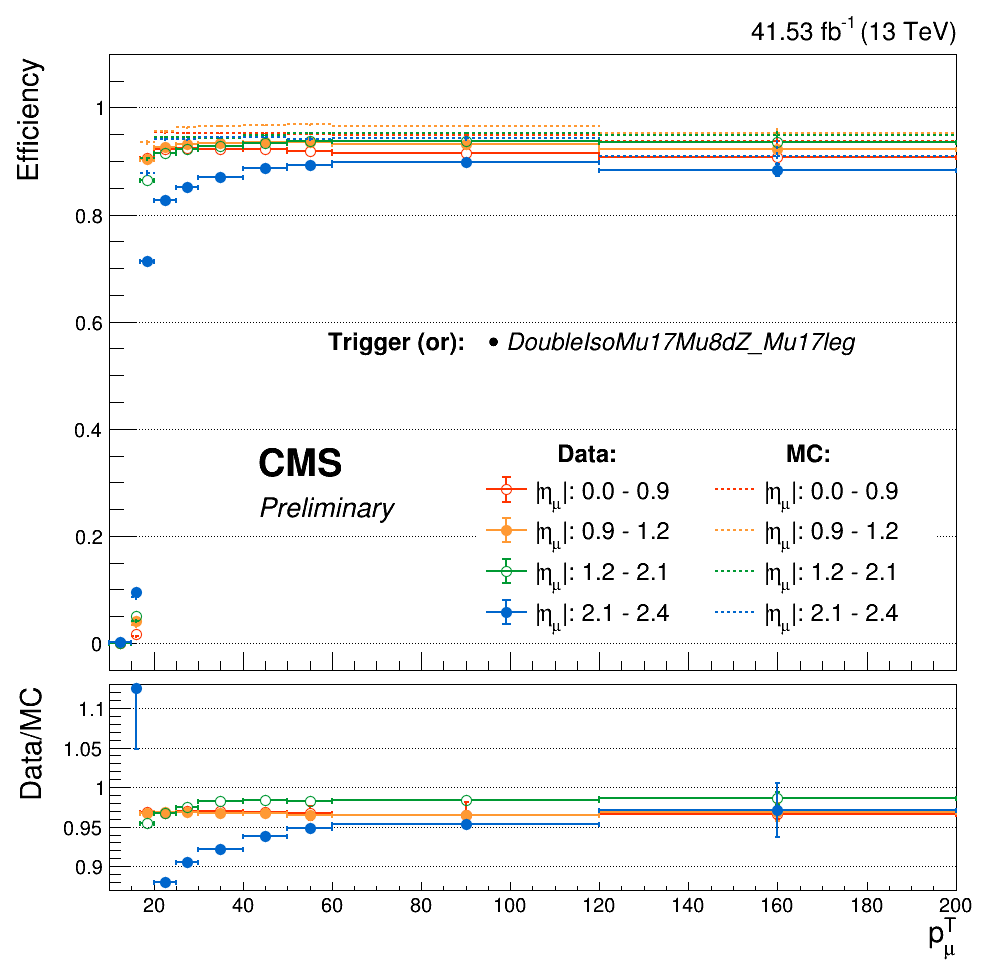 41.53 fb-1 (13 TeV)
Efficiency
1
0.8
0.6
Trigger (or): • DoubleIsoMu17Mu8dZ_Mu17leg
0.4
CMS
Preliminary
Data: MC:
|ημ|: 0.0 - 0.9 |ημ|: 0.0 - 0.9
|ημ|: 0.9 - 1.2 |ημ|: 0.9 - 1.2
|ημ|: 1.2 - 2.1 |ημ|: 1.2 - 2.1
|ημ|: 2.1 - 2.4 |ημ|: 2.1 - 2.4
0.2
0
Data/MC
1.1
1.05
1
0.95
0.9
20 40 60 80 100 120 140 160 180 200
pμT